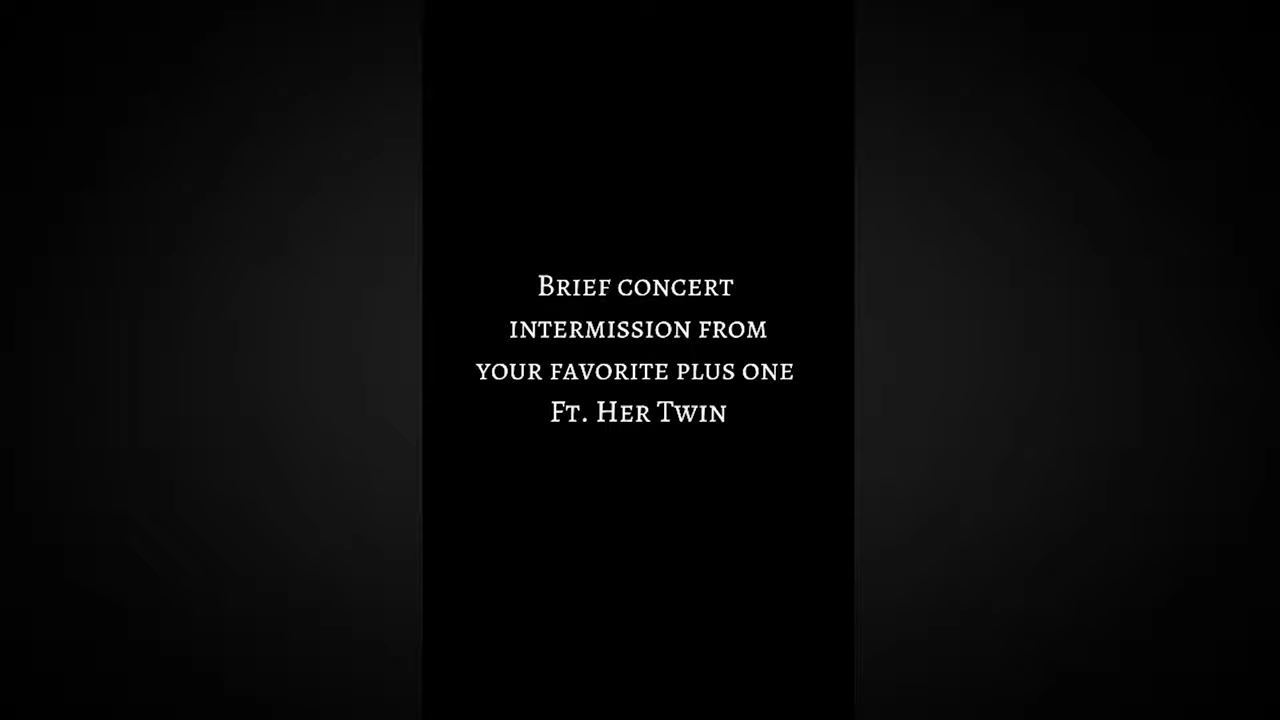 Brief concert
intermission from
your favorite plus one
Ft. Her Twin